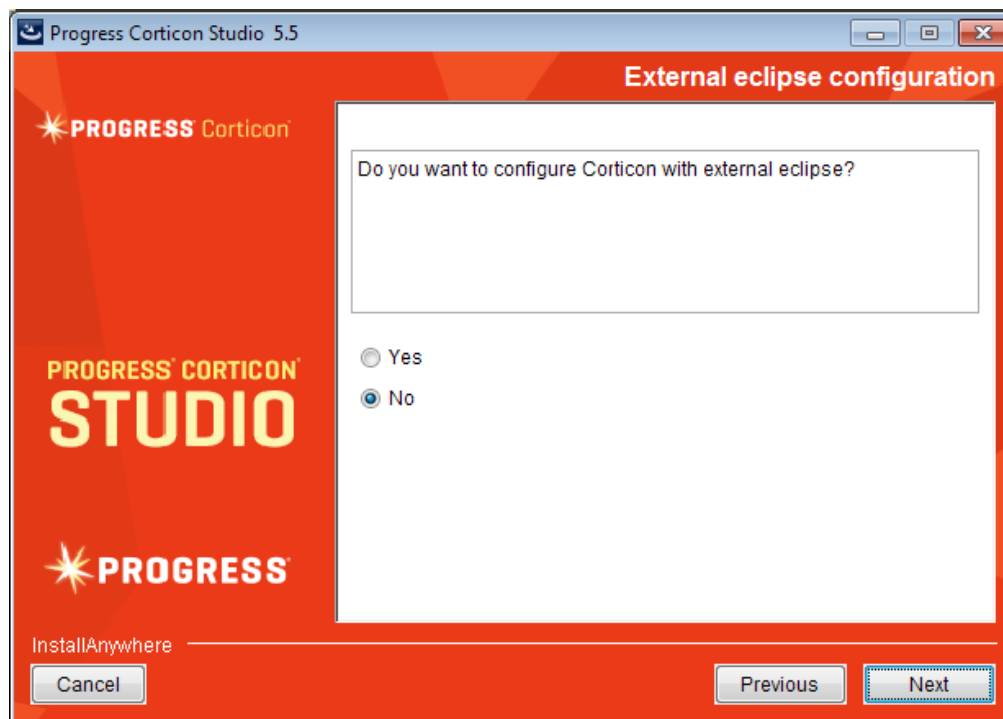 Progress Corticon Studio 5.5
External eclipse configuration
PROGRESS Corticon
Do you want to configure Corticon with external eclipse?
Yes
No
PROGRESS CORTICON
STUDIO
PROGRESS
InstallAnywhere
Cancel
Previous
Next